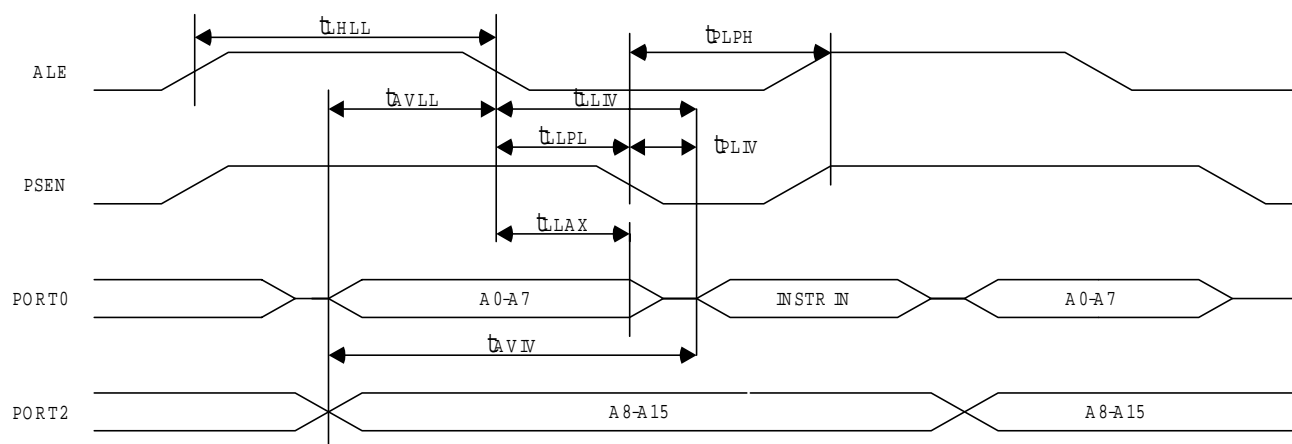 tLHLL
tPLPH
ALE
tAVLL
tLLIV
tLLPL
tPLIV
PSEN
tLLAX
PORT0
A0-A7
INSTR IN
A0-A7
tAVIV
PORT2
A8-A15
A8-A15